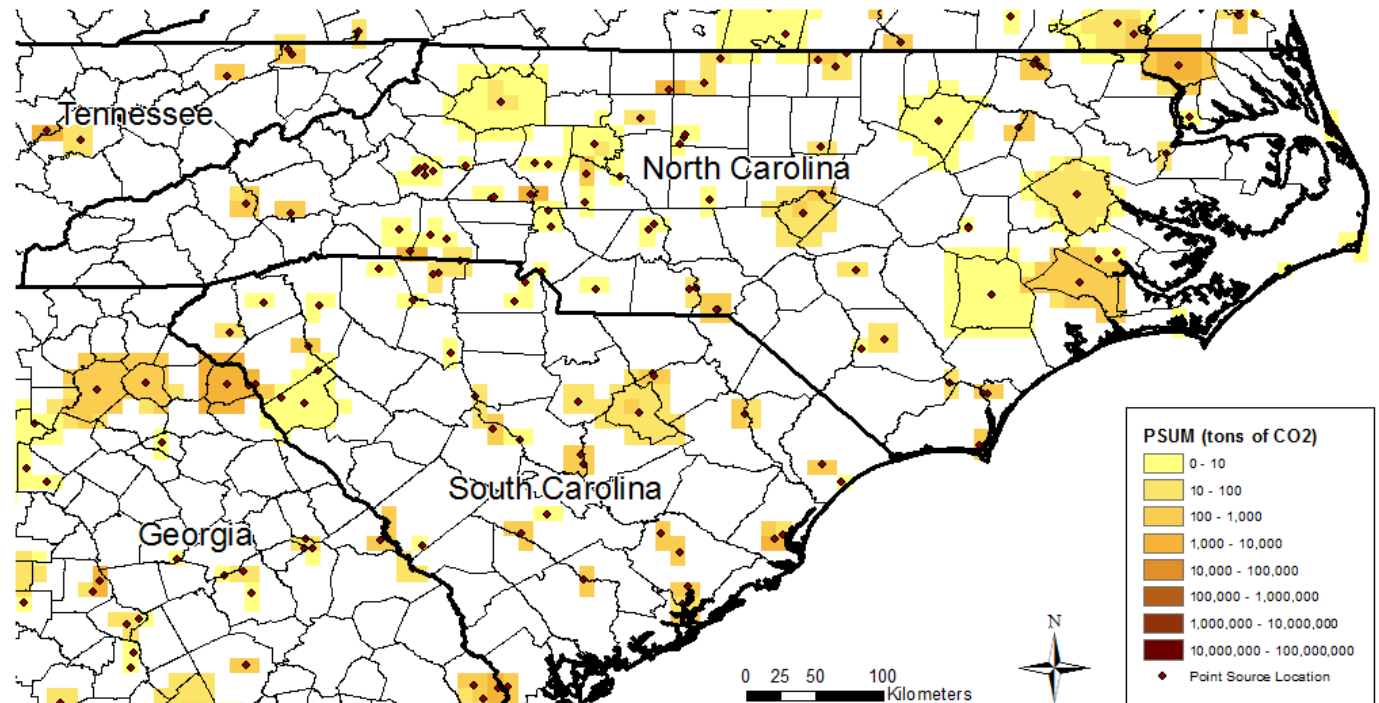 Tennessee
North Carolina
South Carolina
Georgia
PSUM (tons of CO2)
0 - 10
10 - 100
100 - 1,000
1,000 - 10,000
10,000 - 100,000
100,000 - 1,000,000
1,000,000 - 10,000,000
10,000,000 - 100,000,000
Point Source Location
N
0 25 50 100
Kilometers